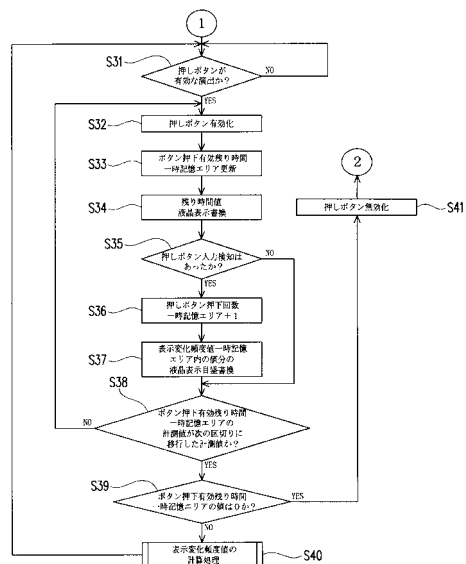 1
S31
押しボタンが
有効な演出か?
NO
YES
S32
押しボタン有効化
S33
ボタン押下有効残り時間
一時記憶エリア更新
S34
残り時間値
液晶表示書換
S35
押しボタン入力検知は
あったか?
NO
YES
S36
押しボタン押下回数
一時記憶エリア+1
S37
表示変化頻度値一時記憶
エリア内の値分の
液晶表示目盛書換
S38
ボタン押下有効残り時間
一時記憶エリアの
計測値が次の区切りに
移行した計測値か?
NO
YES
S39
ボタン押下有効残り時間
一時記憶エリアの値は0か?
YES
NO
表示変化頻度値の
計算処理
S40
2
押しボタン無効化
S41